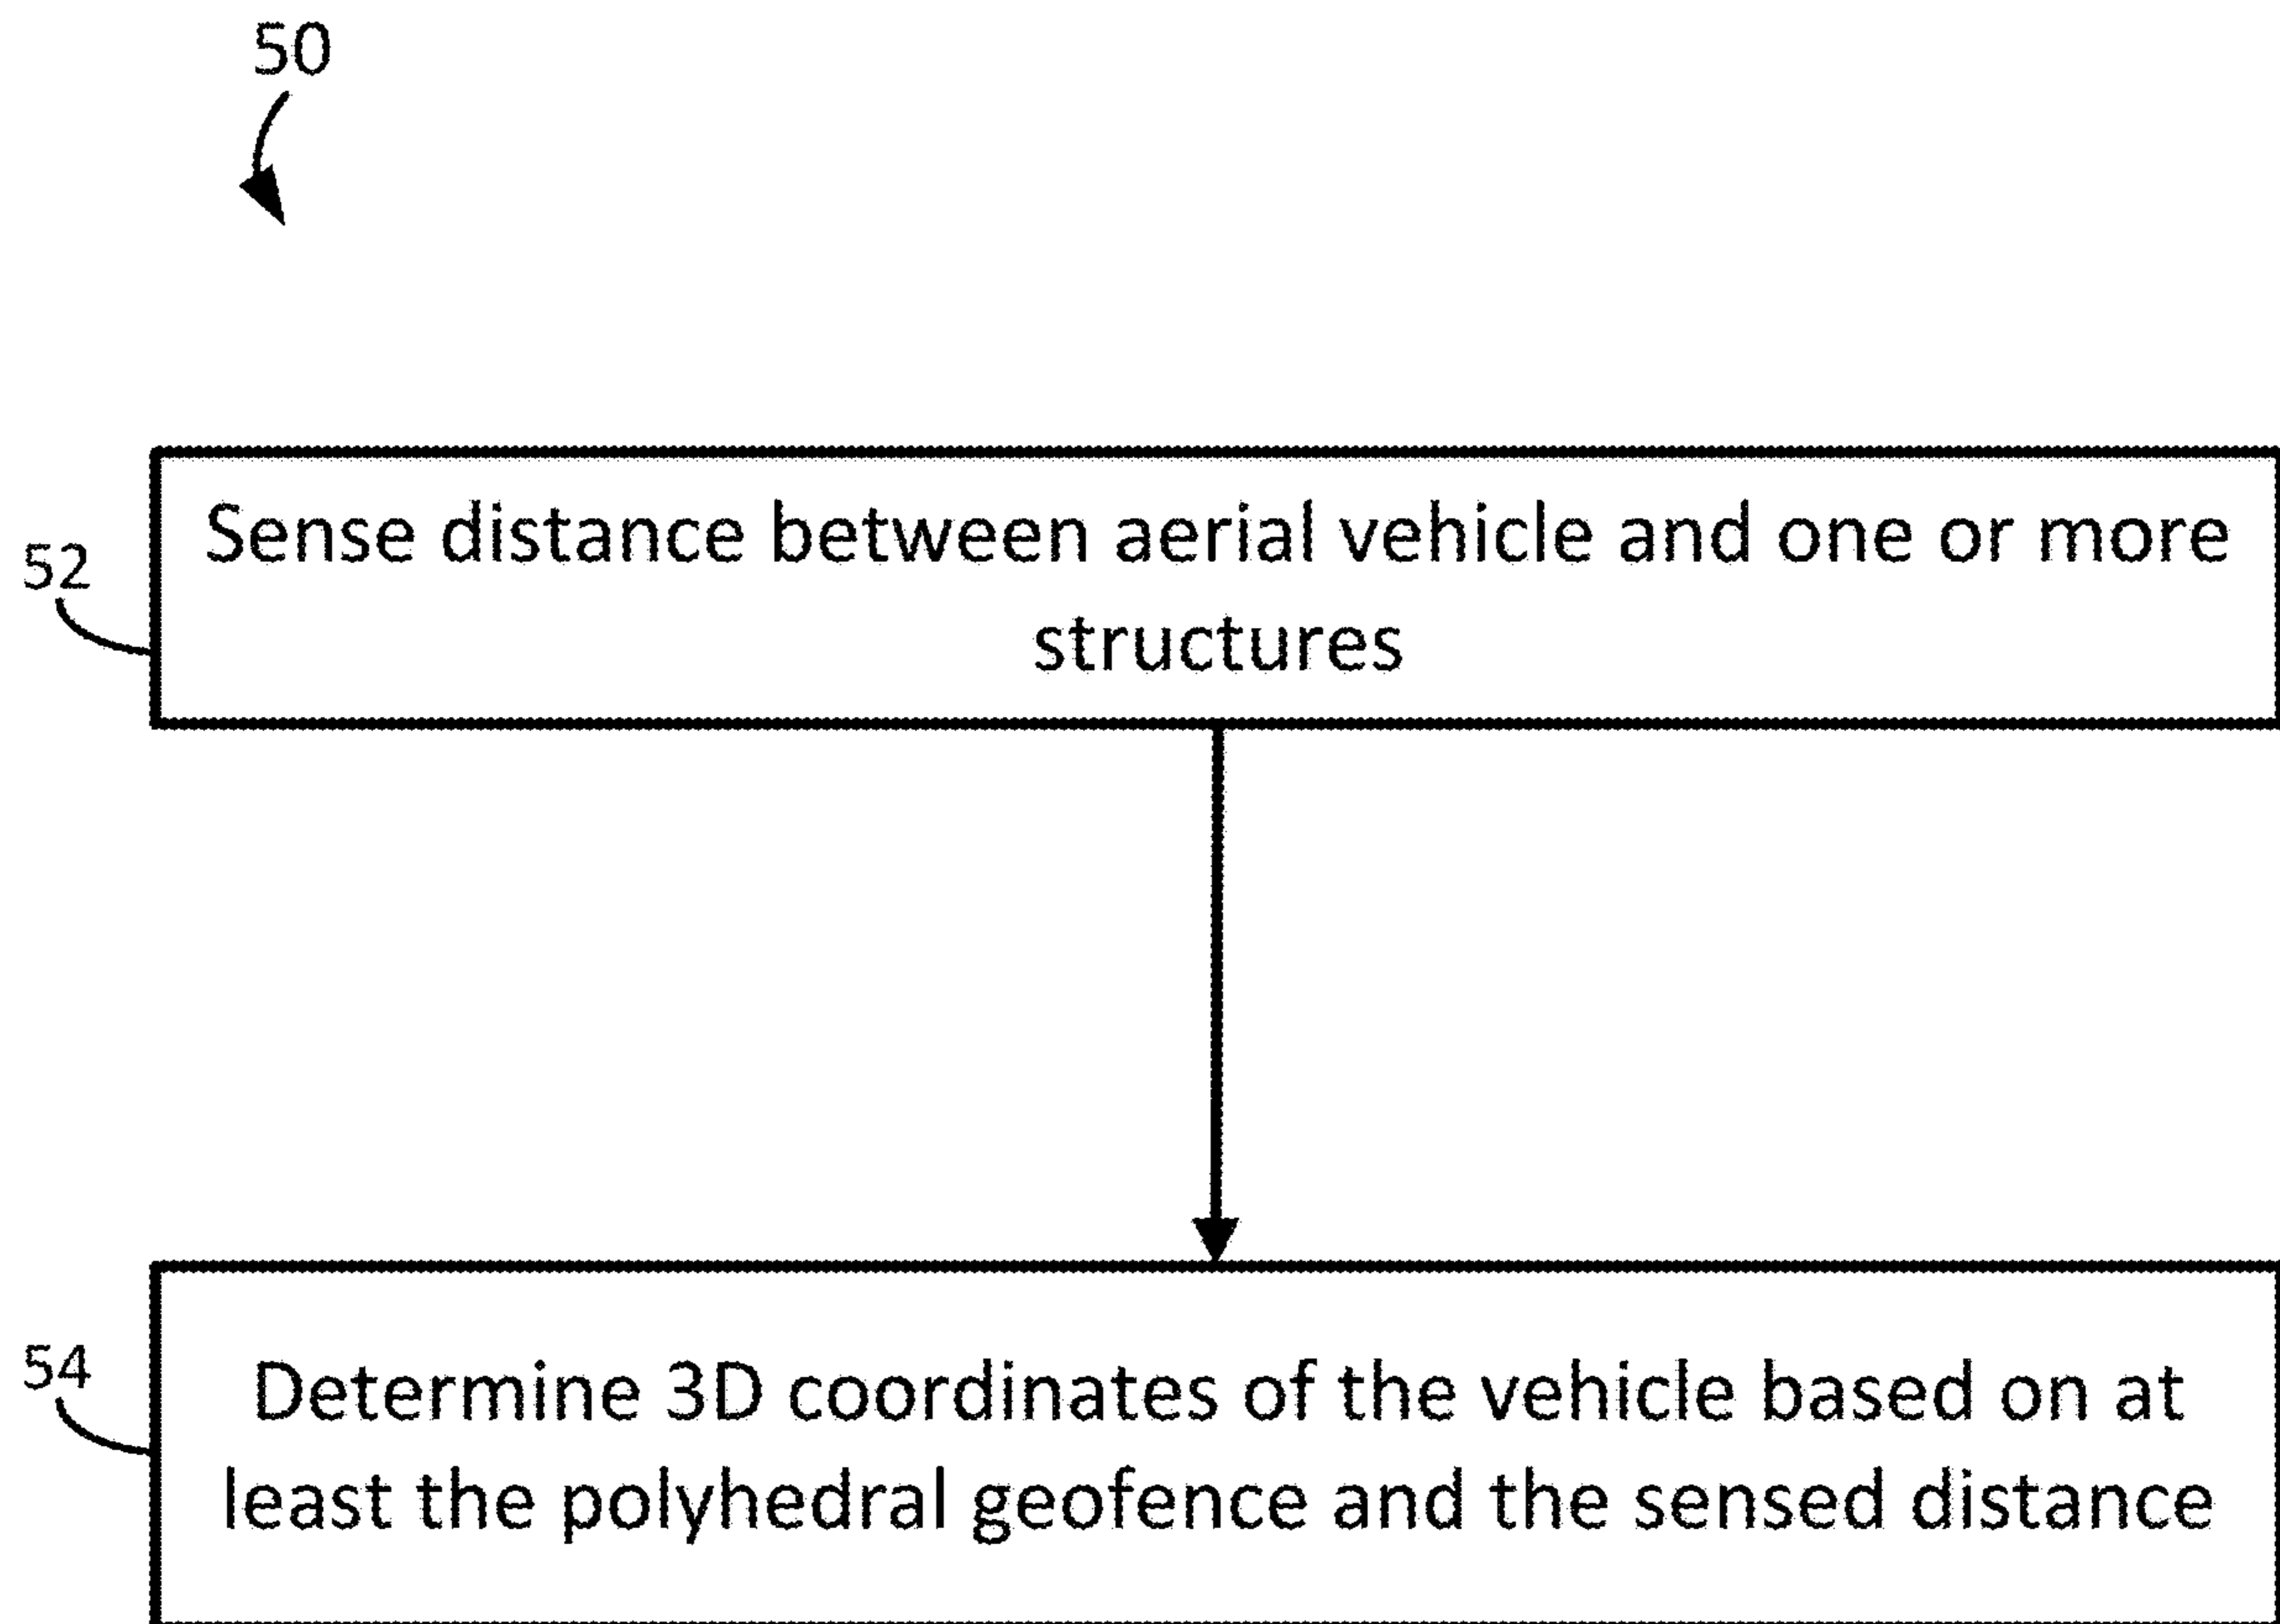 50
52
Sense distance between aerial vehicle and one or more
structures
54
Determine 3D coordinates of the vehicle based on at
least the polyhedral geofence and the sensed distance